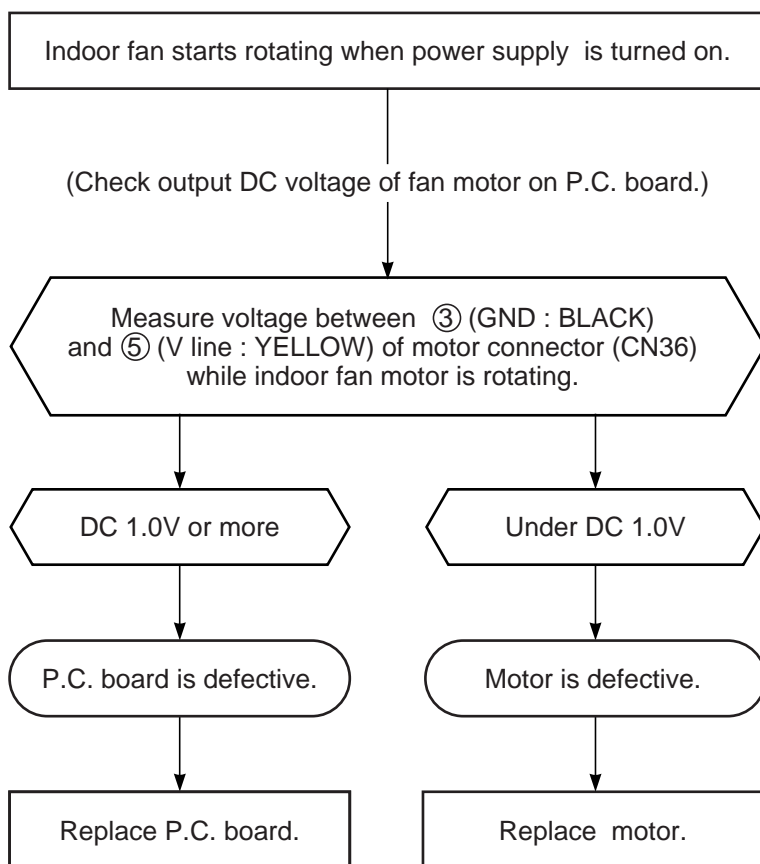 Indoor fan starts rotating when power supply is turned on.
(Check output DC voltage of fan motor on P.C. board.)
Measure voltage between ③ (GND : BLACK)
and ⑤ (V line : YELLOW) of motor connector (CN36)
while indoor fan motor is rotating.
DC 1.0V or more
Under DC 1.0V
P.C. board is defective.
Motor is defective.
Replace P.C. board.
Replace motor.